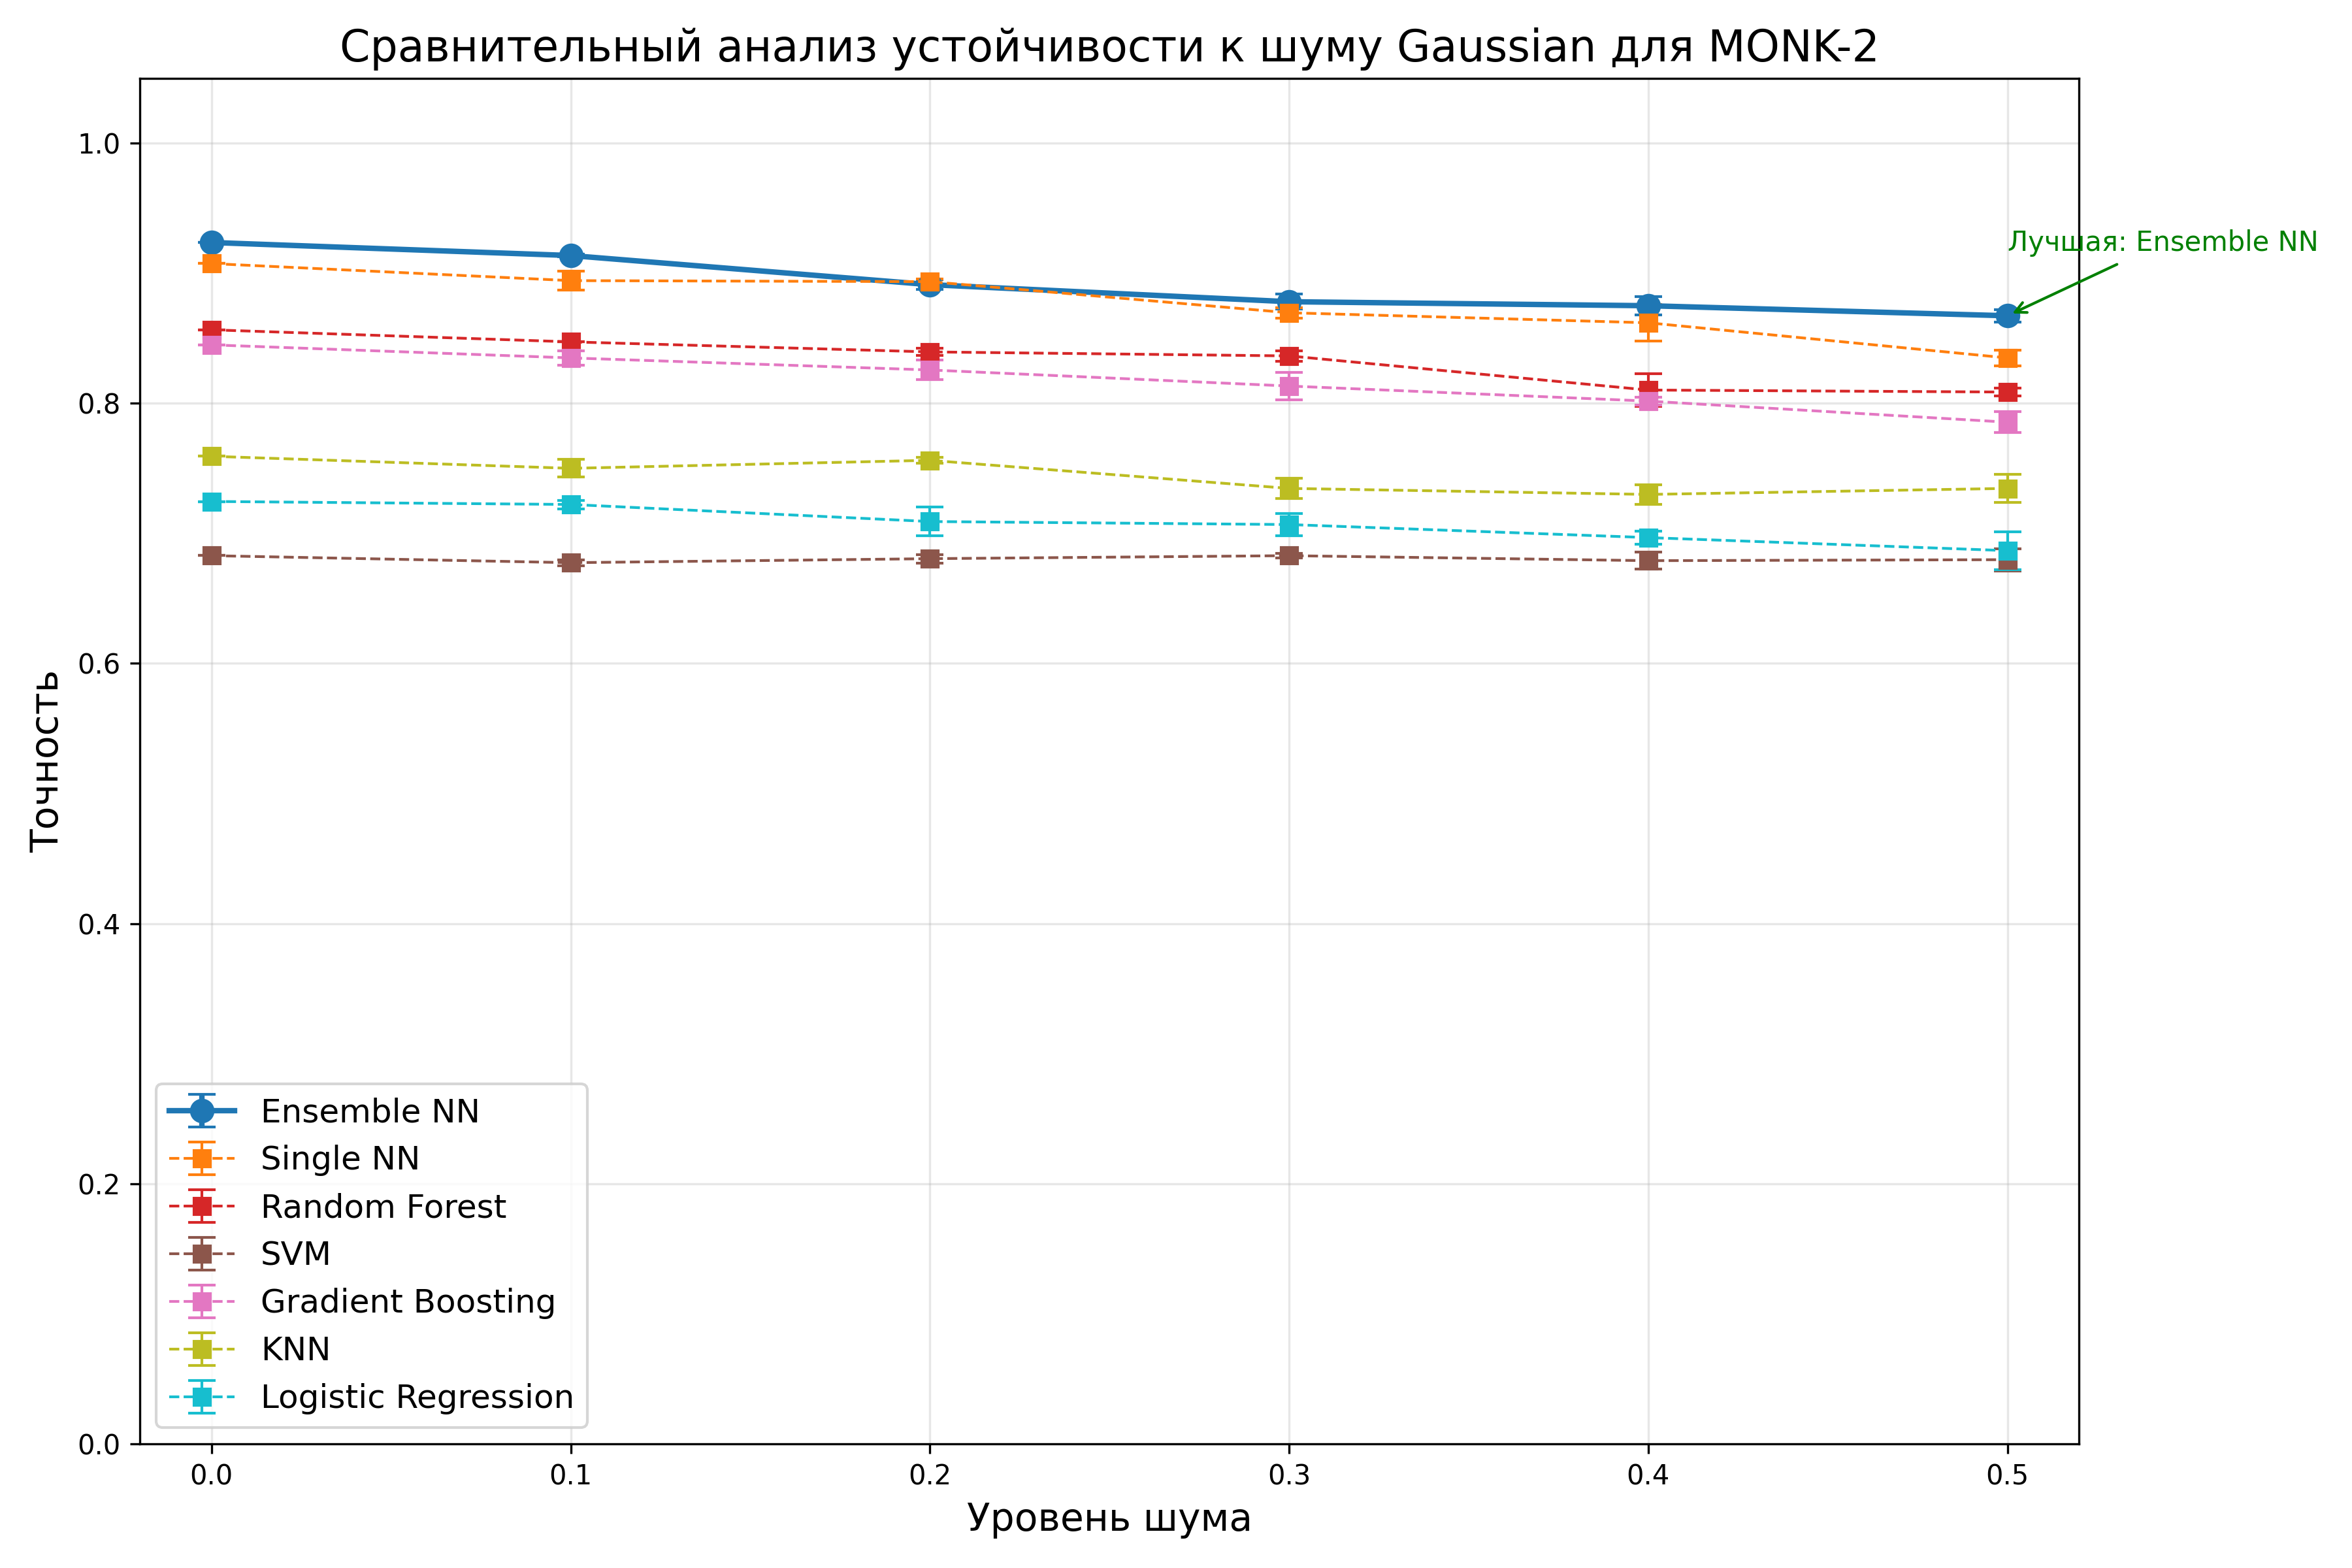 Сравнительный анализ устойчивости к шуму Gaussian для MONK-2
1.0
0.8
0.6
0.4
0.2
0.0
Точность
Лучшая: Ensemble NN
Ensemble NN
Single NN
Random Forest
SVM
Gradient Boosting
KNN
Logistic Regression
0.0 0.1 0.2 0.3 0.4 0.5
Уровень шума